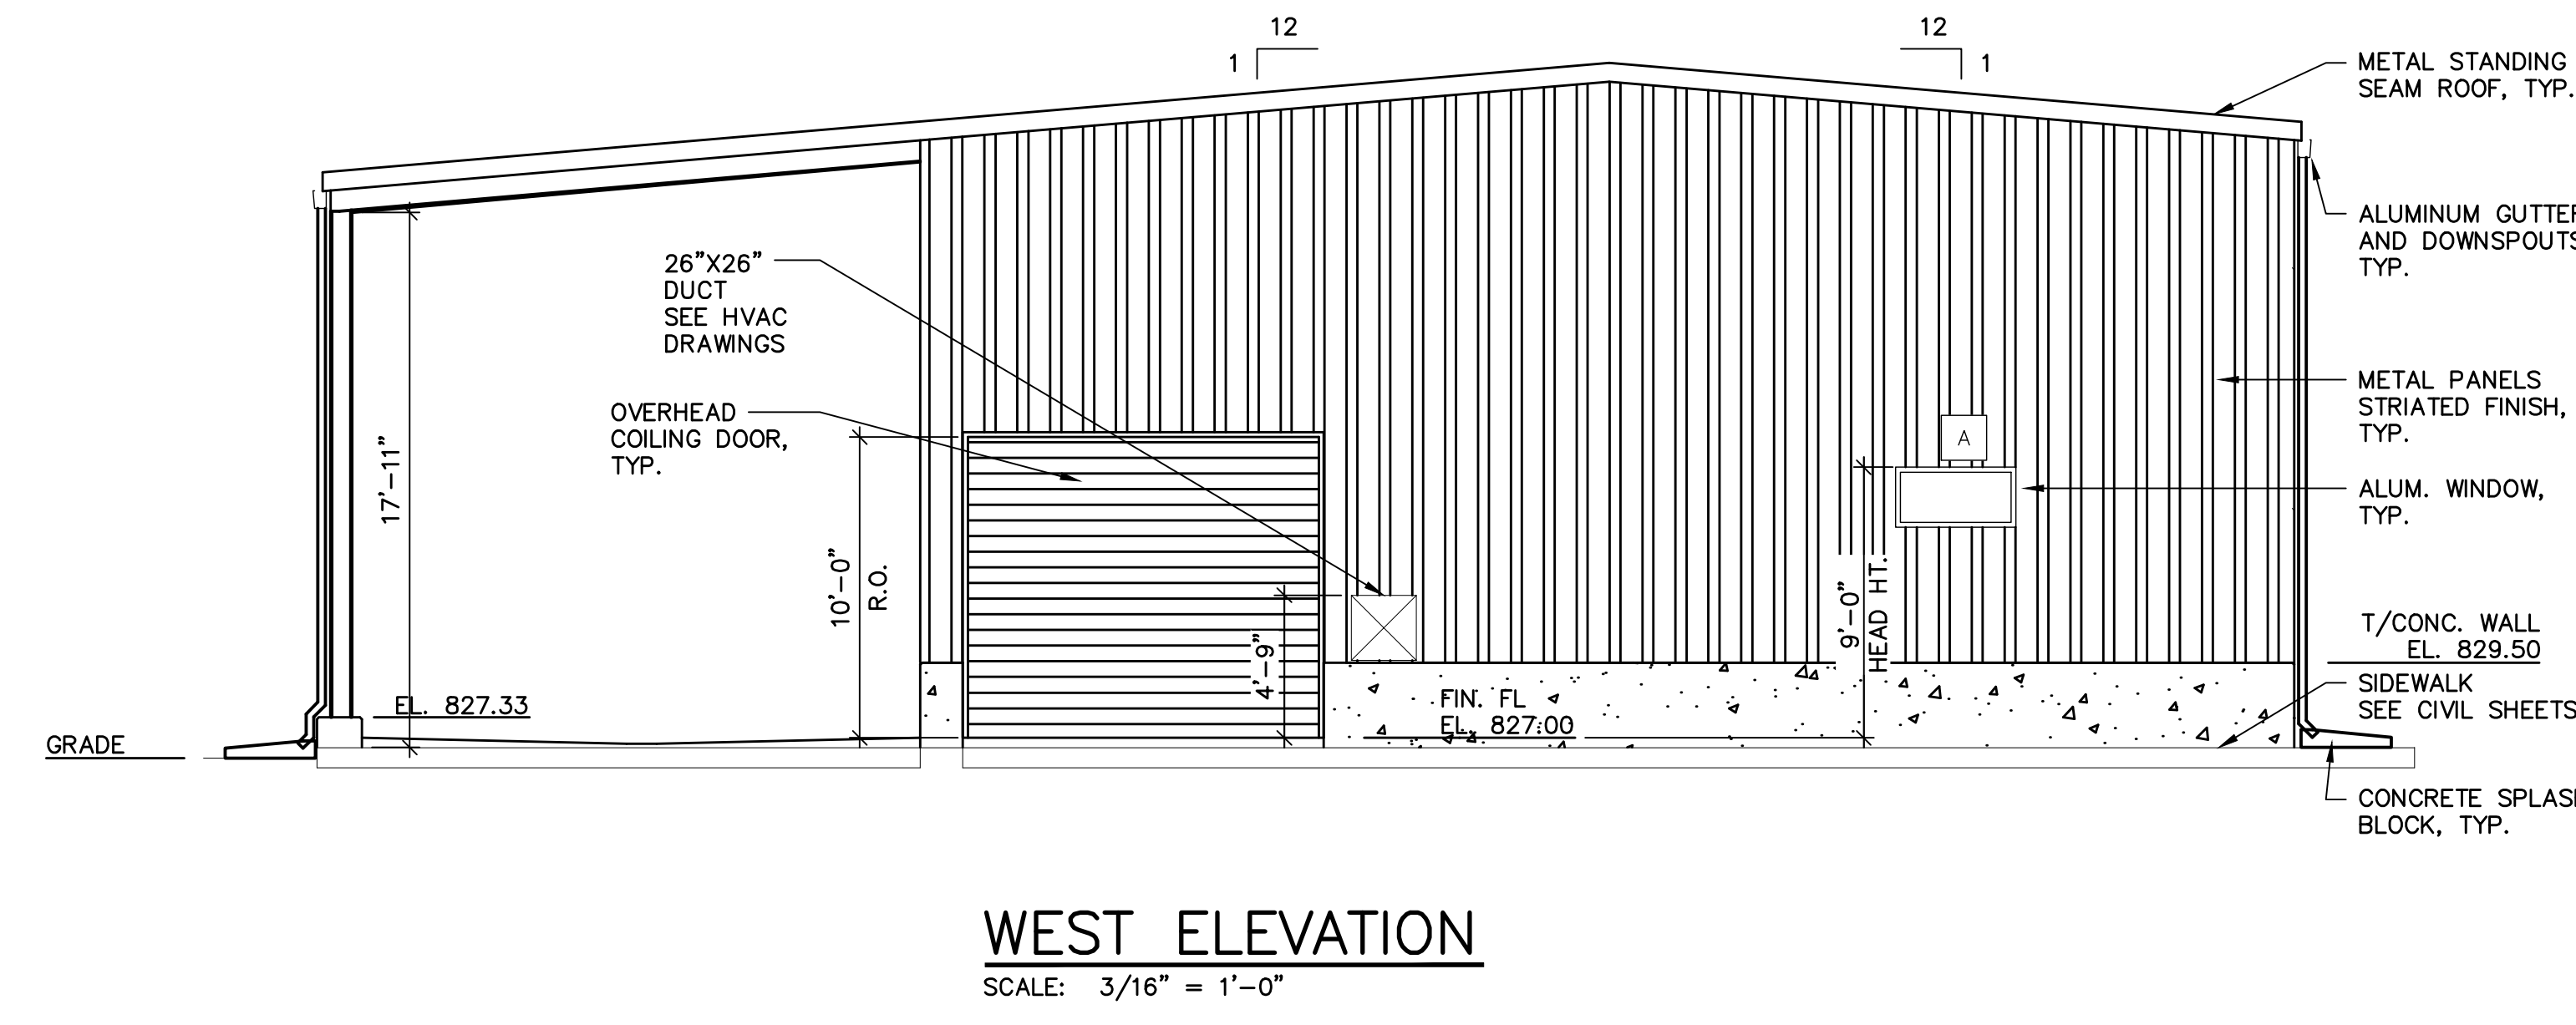 12
1
12
1
METAL STANDING
SEAM ROOF, TYP.
ALUMINUM GUTTER
AND DOWNSPOUTS
TYP.
26”X26”
DUCT
SEE HVAC
DRAWINGS
OVERHEAD
COILING DOOR,
TYP.
METAL PANELS
STRIATED FINISH,
TYP.
A
ALUM. WINDOW,
TYP.
17’-11”
10’-0”
R.O.
4’-9”
9’-0”
HEAD HT.
T/CONC. WALL
EL. 829.50
SIDEWALK
SEE CIVIL SHEETS
EL. 827.33
FIN. FL
EL. 827.00
GRADE
CONCRETE SPLASH
BLOCK, TYP.
WEST ELEVATION
SCALE: 3/16” = 1’-0”